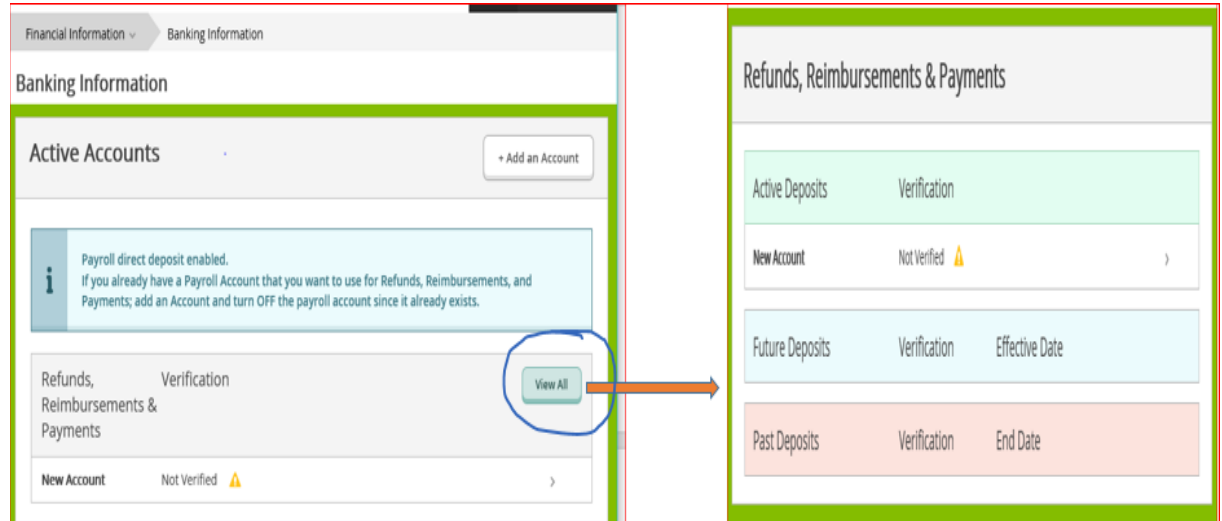 Financial Information
Banking Information
Banking Information
Active Accounts
+ Add an Account
i
Payroll direct deposit enabled.
If you already have a Payroll Account that you want to use for Refunds, Reimbursements, and
Payments; add an Account and turn OFF the payroll account since it already exists.
Refunds,
Reimbursements &
Payments
Verification
View All
New Account
Not Verified
Refunds, Reimbursements & Payments
Active Deposits
Verification
New Account
Not Verified
Future Deposits
Verification
Effective Date
Past Deposits
Verification
End Date